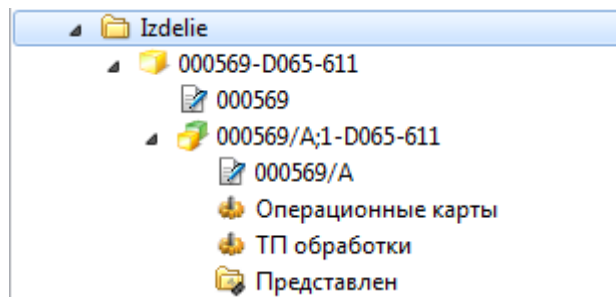 Izdelie
000569-D065-611
000569
000569/A;1-D065-611
000569/A
Операционные карты
ТП обработки
Представлен